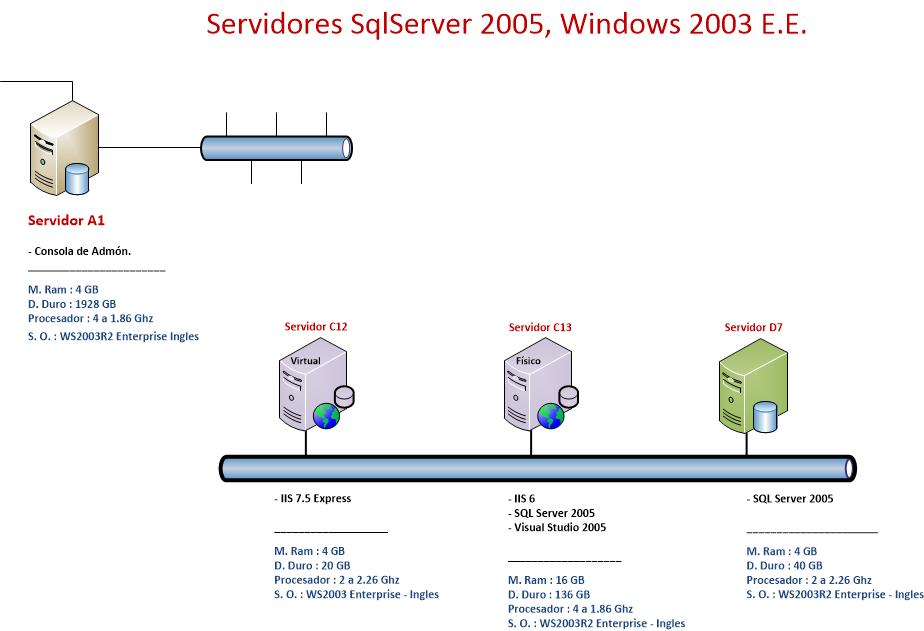 Servidores SqlServer 2005, Windows 2003 E.E.
Servidor A1
- Consola de Admón.
M. Ram : 4 GB
D. Duro : 1928 GB
Procesador : 4 a 1.86 Ghz
S. O. : WS2003R2 Enterprise Ingles
Servidor C12
Virtual
- IIS 7.5 Express
M. Ram : 4 GB
D. Duro : 20 GB
Procesador : 2 a 2.26 Ghz
S. O. : WS2003 Enterprise - Ingles
Servidor C13
Físico
- IIS 6
- SQL Server 2005
- Visual Studio 2005
M. Ram : 16 GB
D. Duro : 136 GB
Procesador : 4 a 1.86 Ghz
S. O. : WS2003R2 Enterprise - Ingles
Servidor D7
- SQL Server 2005
M. Ram : 4 GB
D. Duro : 40 GB
Procesador : 2 a 2.26 Ghz
S. O. : WS2003R2 Enterprise - Ingles